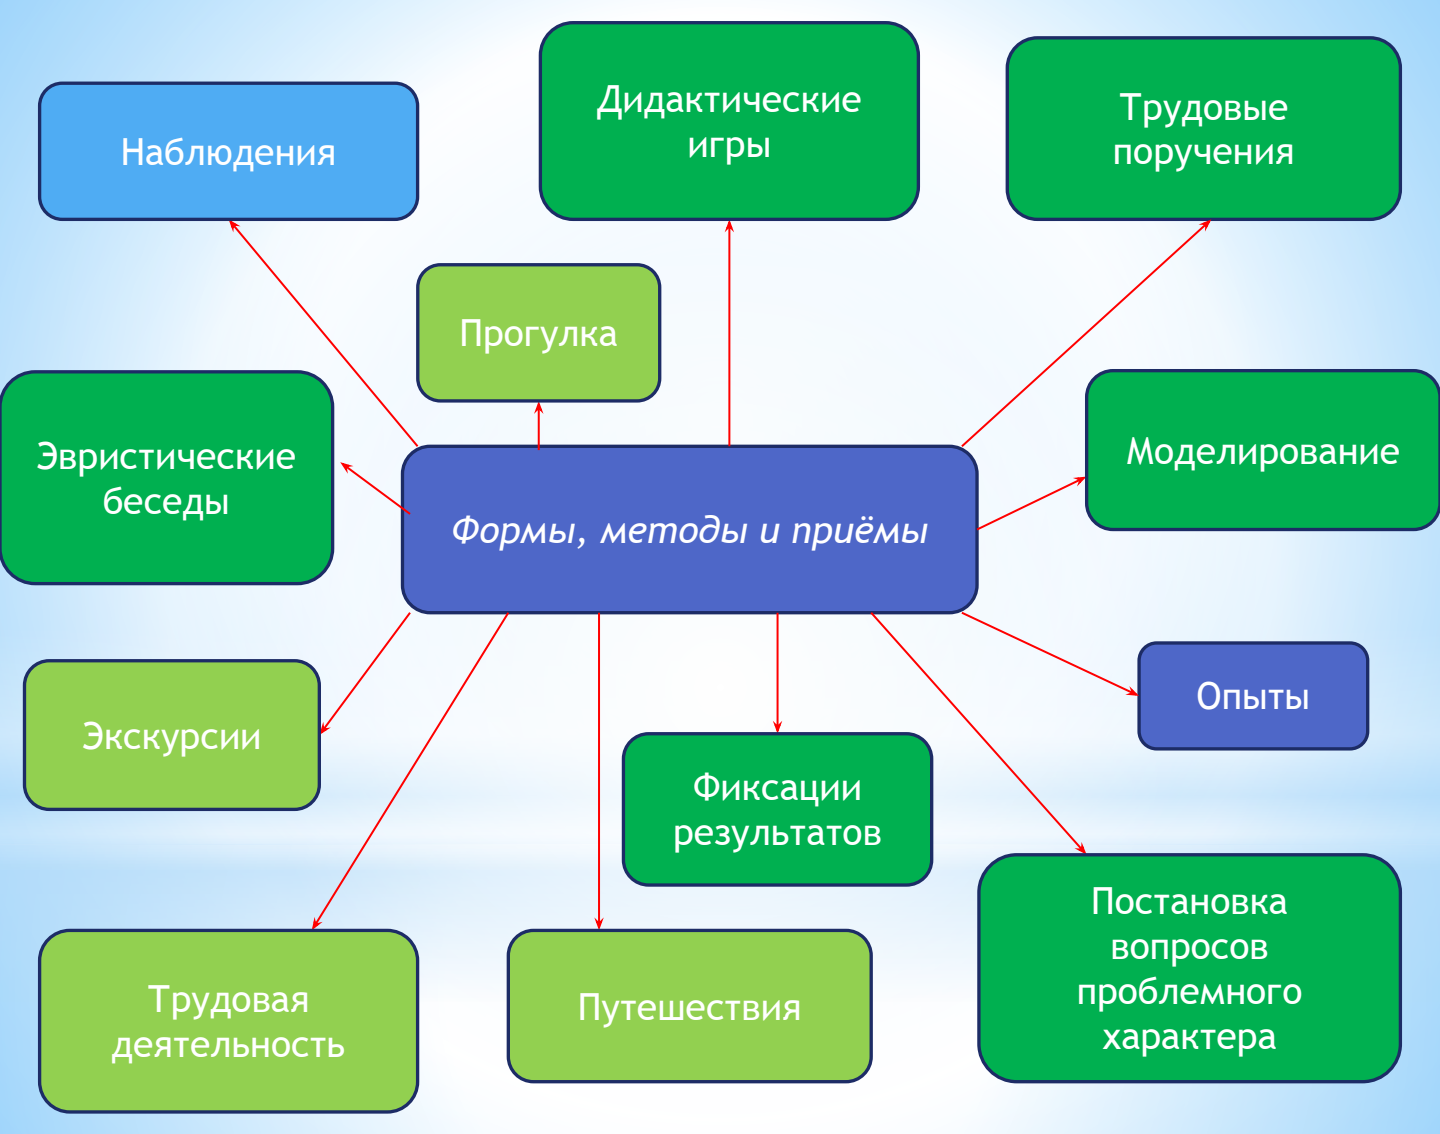 Наблюдения
Дидактические
игры
Трудовые
поручения
Прогулка
Эвристические
беседы
Формы, методы и приёмы
Моделирование
Экскурсии
Опыты
Фиксации
результатов
Трудовая
деятельность
Путешествия
Постановка
вопросов
проблемного
характера